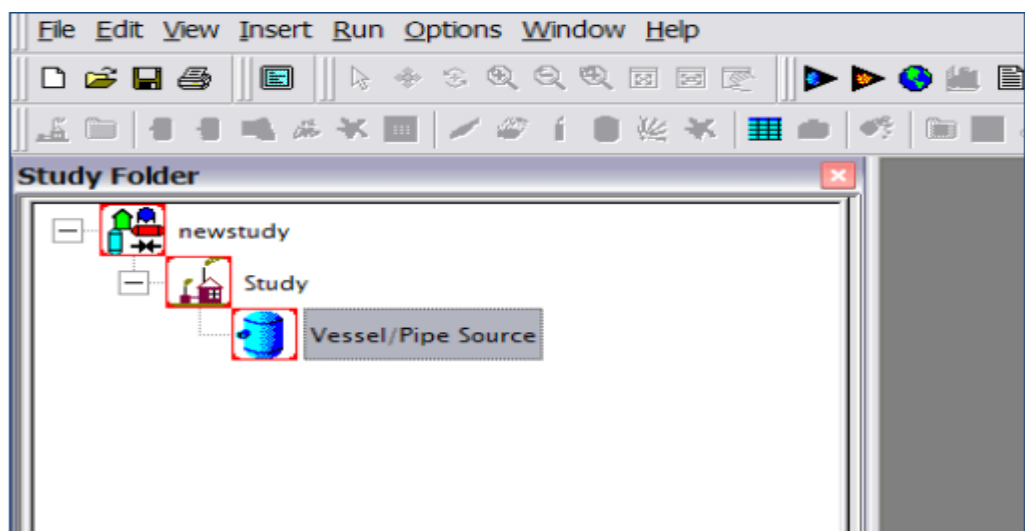 File Edit View Insert Run Options Window Help
Study Folder
newstudy
Study
Vessel/Pipe Source